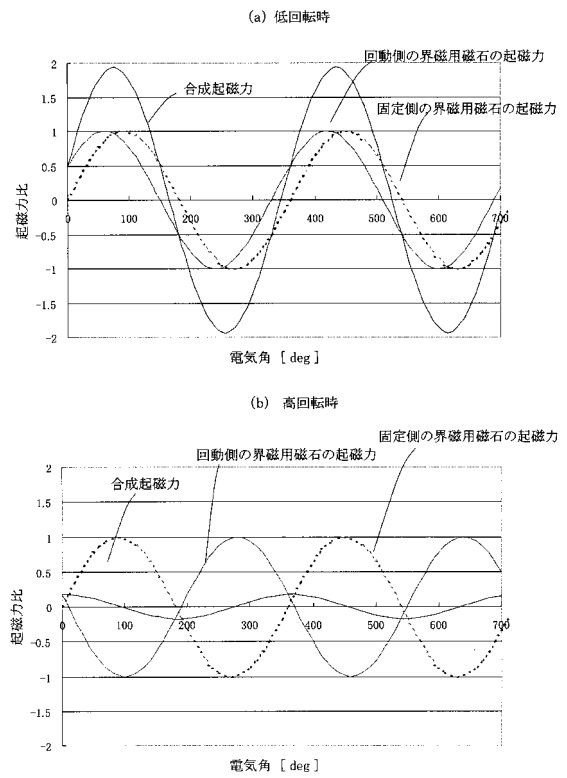 (a) 低回転時
回動側の界磁用磁石の起磁力
合成起磁力
固定側の界磁用磁石の起磁力
起磁力比
2
1.5
1
0.5
0
-0.5
-1
-1.5
-2
0 100 200 300 400 500 600 700
電気角 [deg]
(b) 高回転時
固定側の界磁用磁石の起磁力
回動側の界磁用磁石の起磁力
合成起磁力
起磁力比
2
1.5
1
0.5
0
-0.5
-1
-1.5
-2
0 100 200 300 400 500 600 700
電気角 [deg]